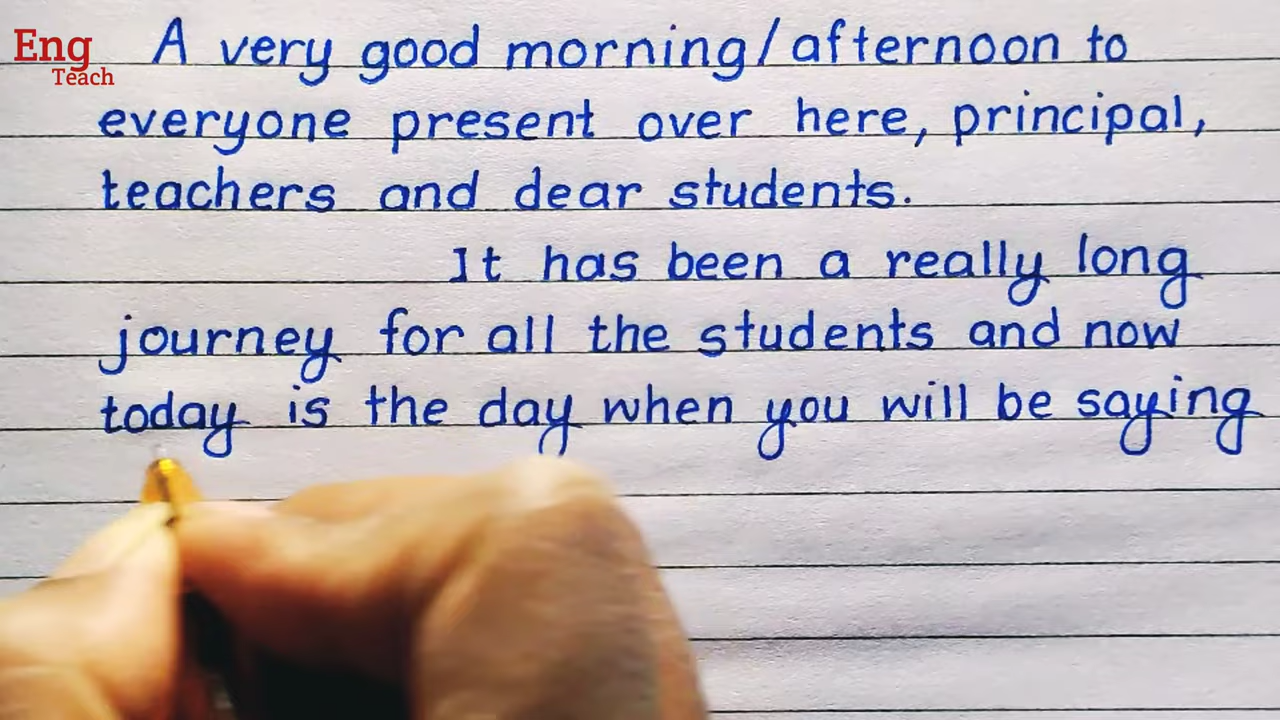 Eng
Teach
A very good morning/afternoon to
everyone present over here, principal,
teachers and dear students.
It has been a really long
journey for all the students and now
today is the day when you will be saying